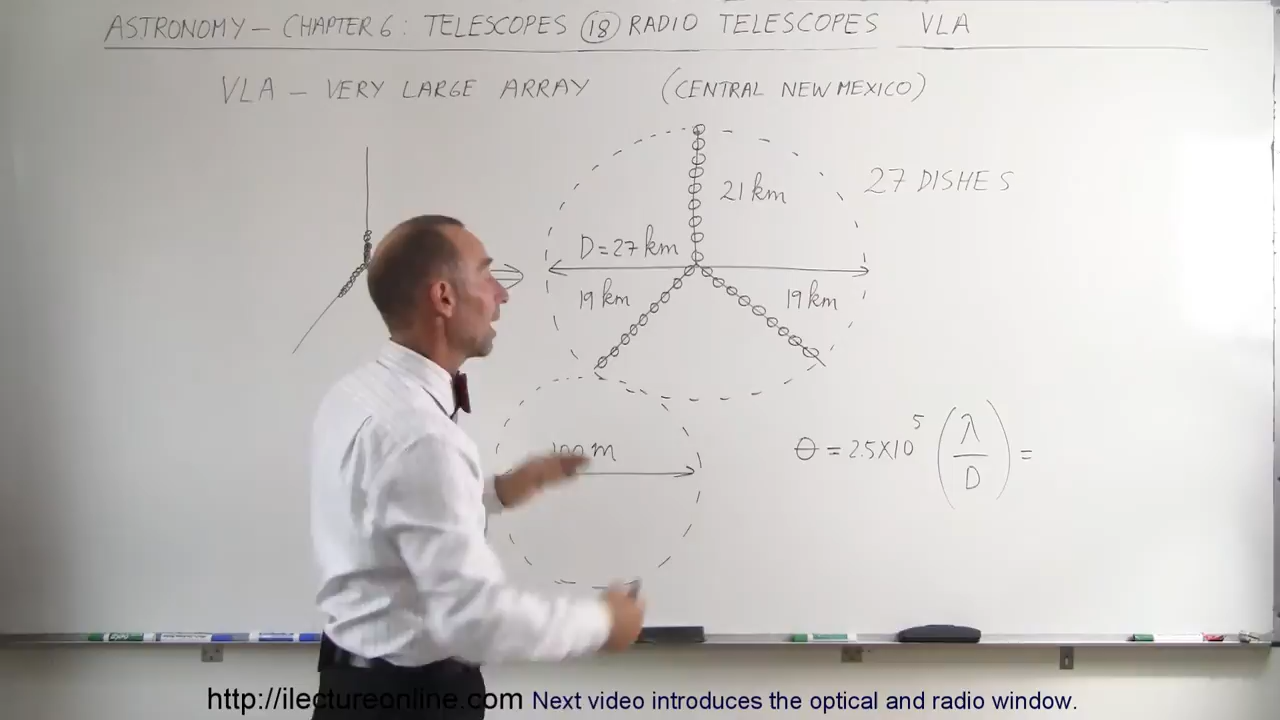 ASTRONOMY – CHAPTER 6 : TELESCOPES (18) RADIO TELESCOPES VLA
VLA – VERY LARGE ARRAY (CENTRAL NEW MEXICO)
27 DISHES
21 km
D = 27 km
19 km
19 km
100 m
θ = 2.5 X 10⁵ (λ/D) =
http://ilectureonline.com Next video introduces the optical and radio window.